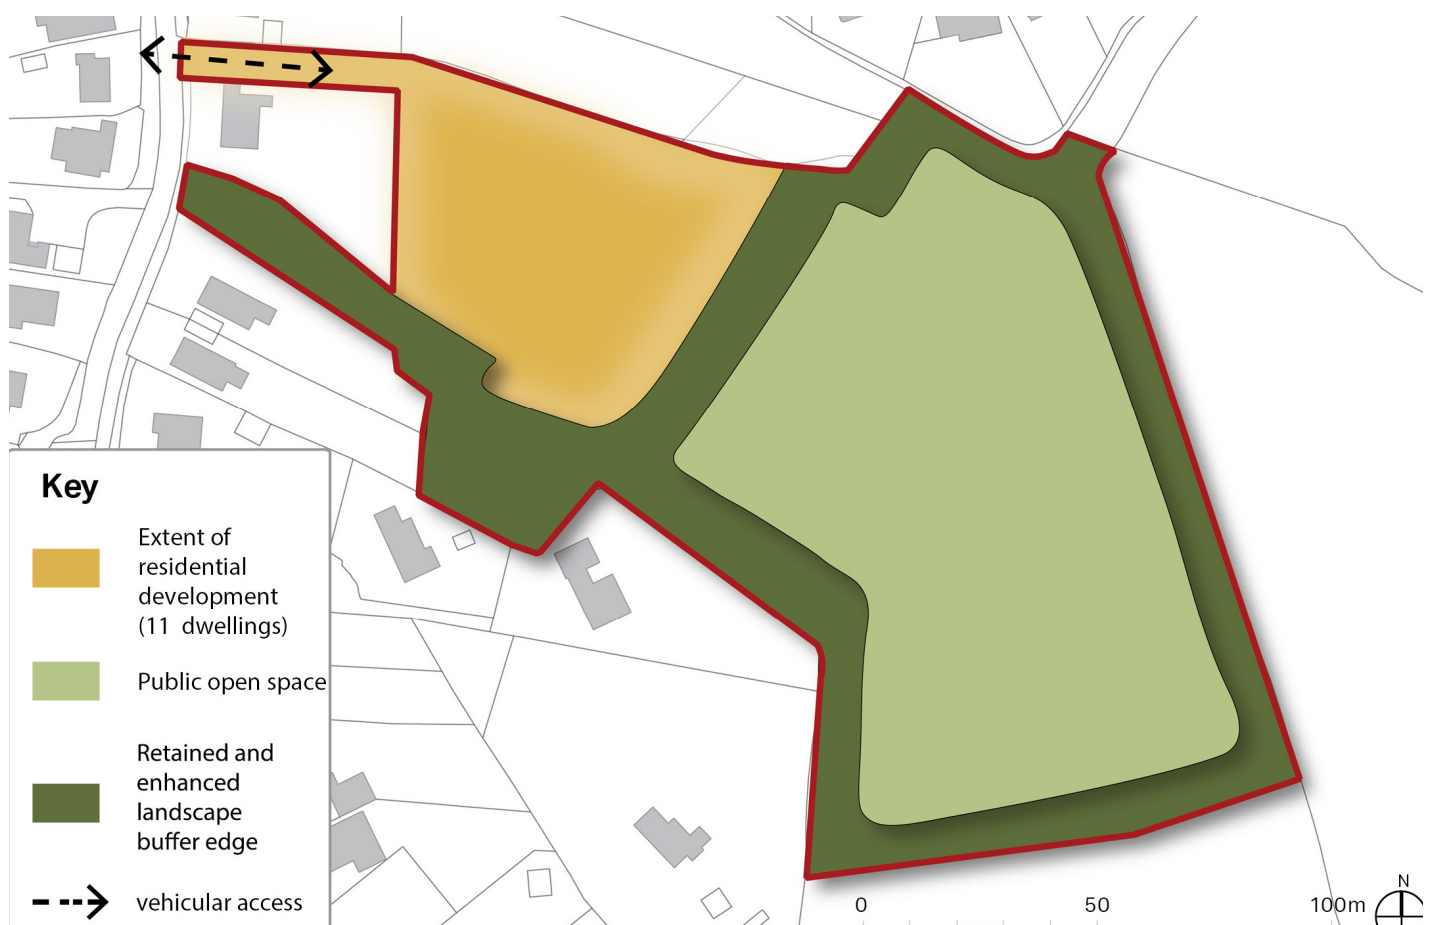 Key
Extent of
residential
development
(11 dwellings)
Public open space
Retained and
enhanced
landscape
buffer edge
vehicular access
0 50 100m
N